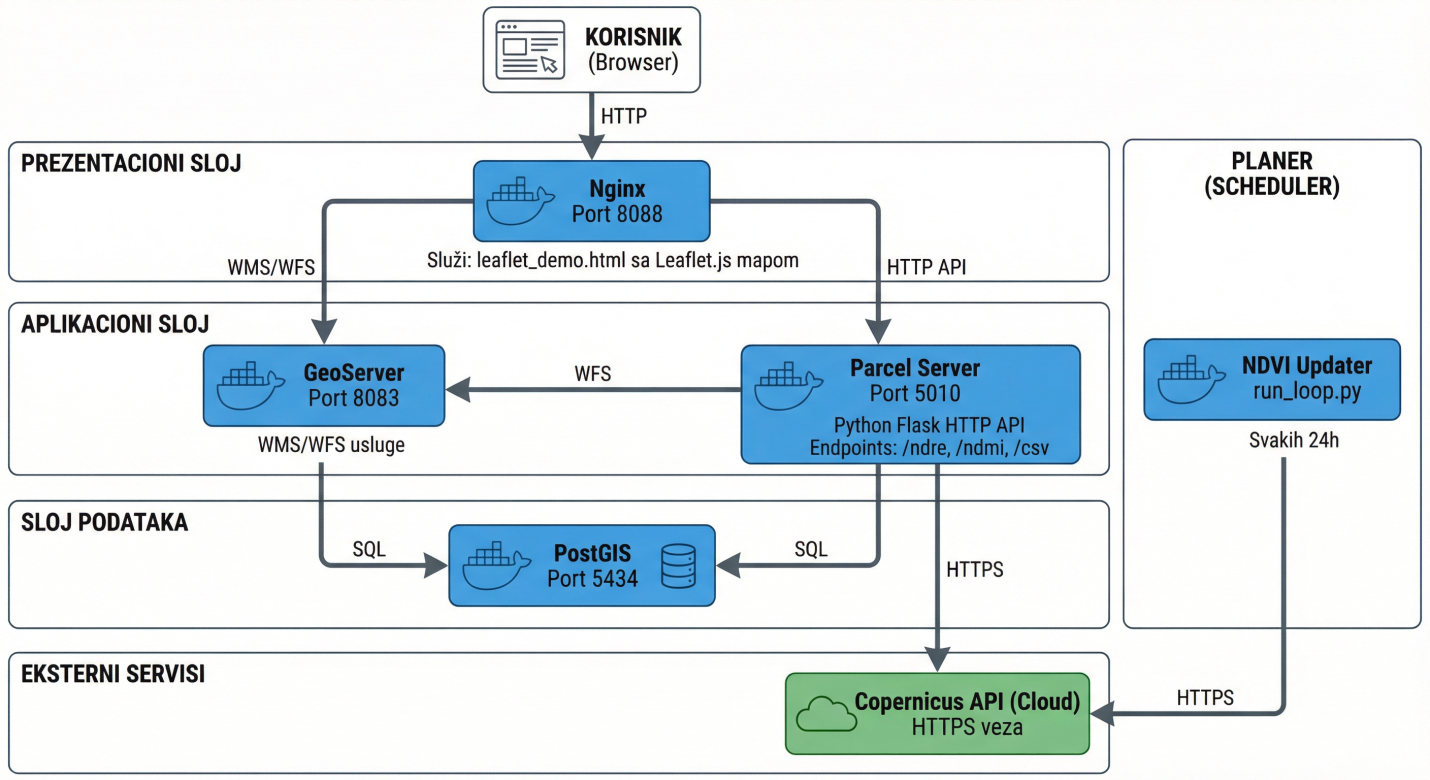 KORISNIK
(Browser)
HTTP
PREZENTACIONI SLOJ
Nginx
Port 8088
Služi: leaflet_demo.html sa Leaflet.js mapom
WMS/WFS
HTTP API
APLIKACIONI SLOJ
GeoServer
Port 8083
WMS/WFS usluge
WFS
Parcel Server
Port 5010
Python Flask HTTP API
Endpoints: /ndre, /ndmi, /csv
SLOJ PODATAKA
SQL
PostGIS
Port 5434
SQL
HTTPS
EKSTERNI SERVISI
Copernicus API (Cloud)
HTTPS veza
PLANER
(SCHEDULER)
NDVI Updater
run_loop.py
Svakih 24h
HTTPS